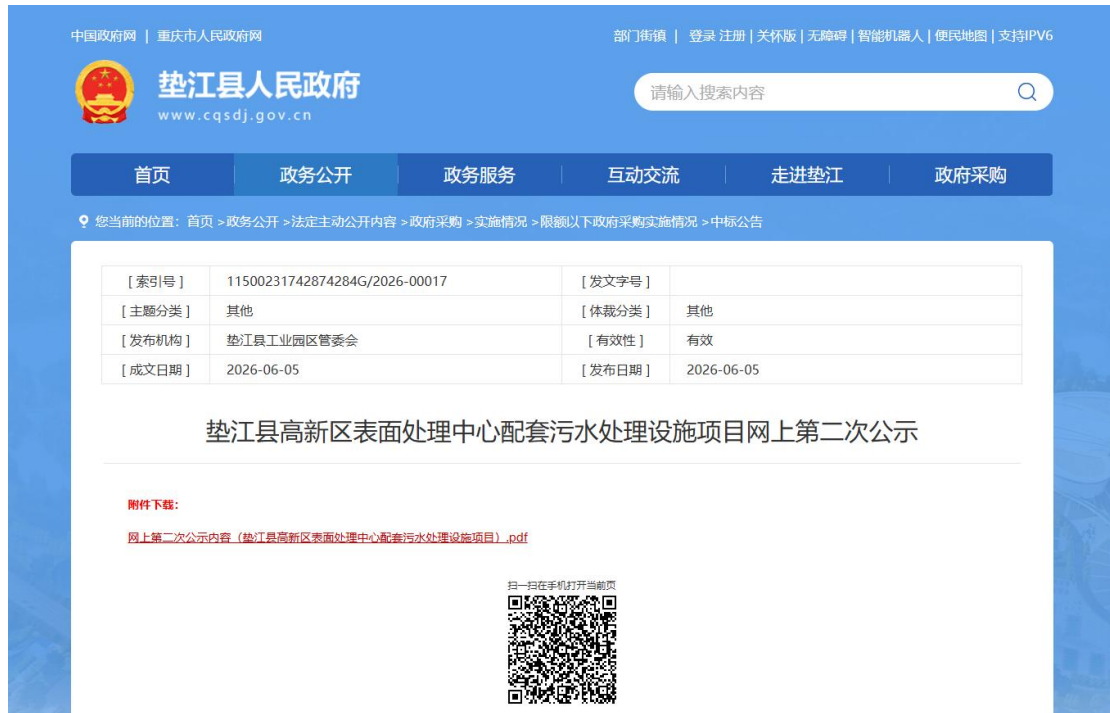 中国政府网 | 重庆市人民政府网 部门街镇 | 登录 注册 | 关怀版 | 无障碍 | 智能机器人 | 便民地图 | 支持IPV6
垫江县人民政府
www.cqsdj.gov.cn
请输入搜索内容
首页 政务公开 政务服务 互动交流 走进垫江 政府采购
您当前的位置：首页 >政务公开 >法定主动公开内容 >政府采购 >实施情况 >限额以下政府采购实施情况 >中标公告
[ 索引号 ] 11500231742874284G/2026-00017 [ 发文字号 ]
[ 主题分类 ] 其他 [ 体裁分类 ] 其他
[ 发布机构 ] 垫江县工业园区管委会 [ 有效性 ] 有效
[ 成文日期 ] 2026-06-05 [ 发布日期 ] 2026-06-05
垫江县高新区表面处理中心配套污水处理设施项目网上第二次公示
附件下载：
网上第二次公示内容（垫江县高新区表面处理中心配套污水处理设施项目）.pdf
扫一扫在手机打开当前页